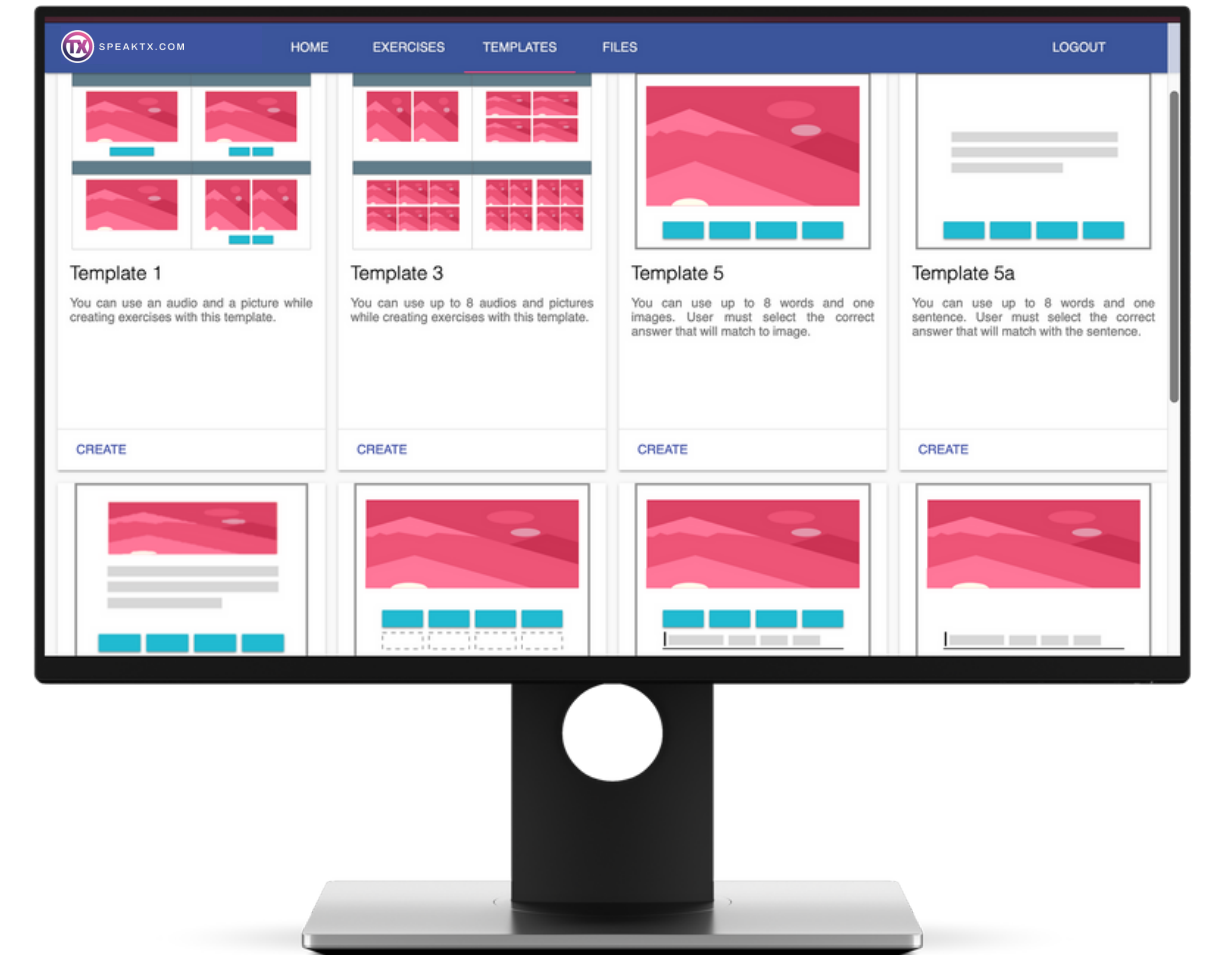 TX SPEAKTX.COM HOME EXERCISES TEMPLATES FILES LOGOUT
Template 1
You can use an audio and a picture while
creating exercises with this template.
CREATE
Template 3
You can use up to 8 audios and pictures
while creating exercises with this template.
CREATE
Template 5
You can use up to 8 words and one
images. User must select the correct
answer that will match to image.
CREATE
Template 5a
You can use up to 8 words and one
sentence. User must select the correct
answer that will match with the sentence.
CREATE